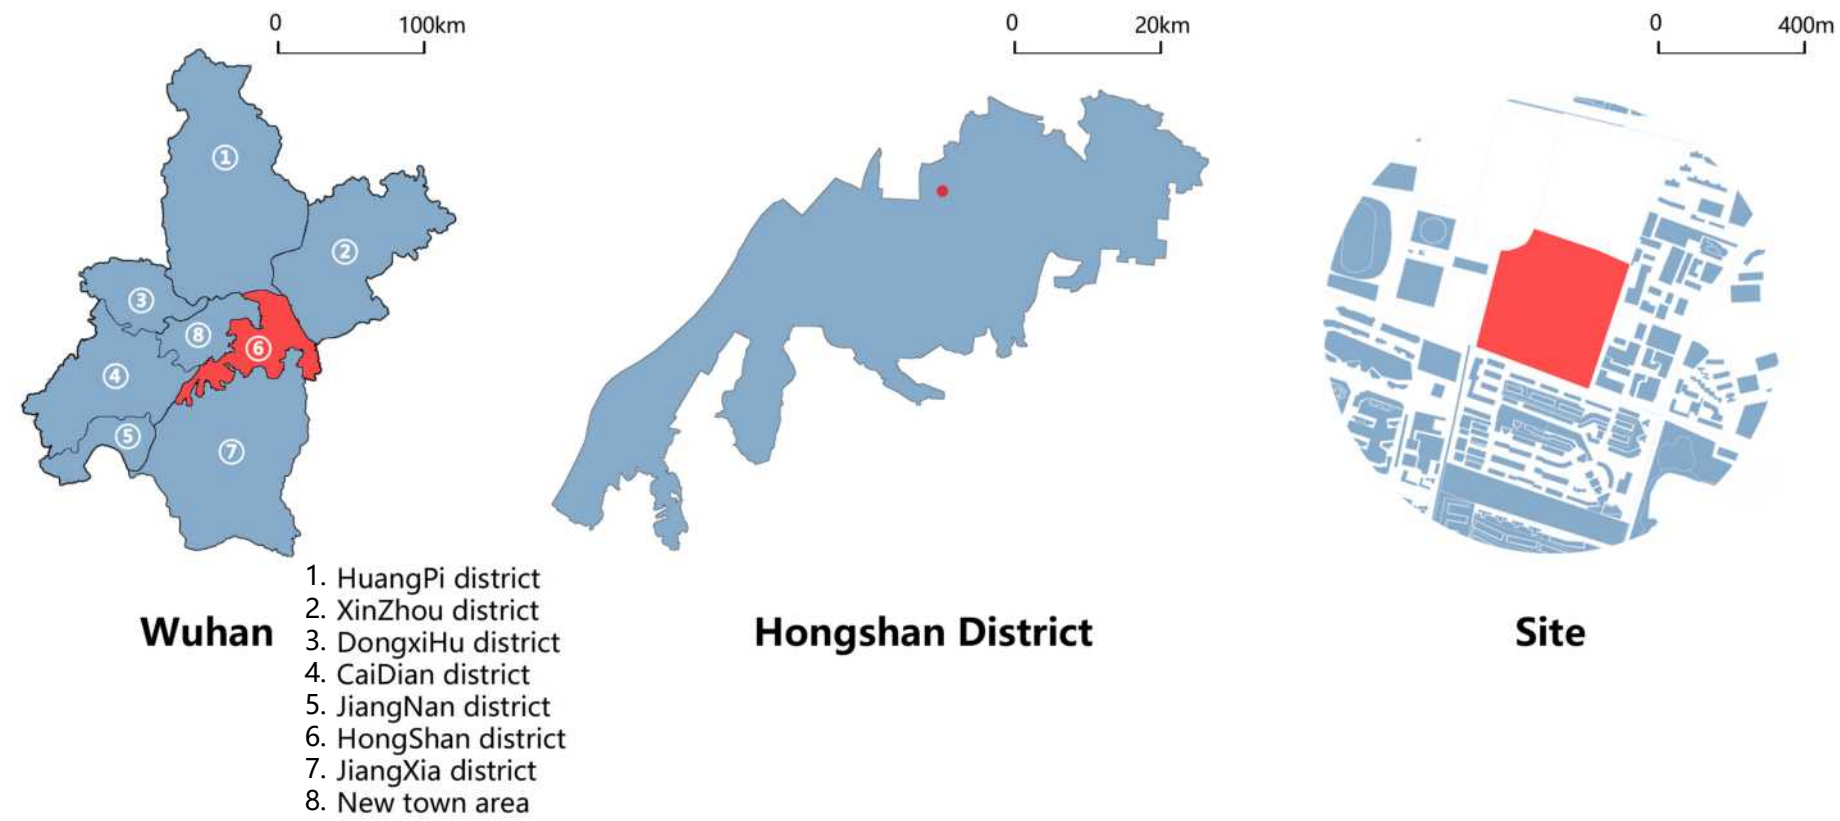 0 100km
0 20km
0 400m
①
②
③
⑧
⑥
④
⑤
⑦
1. HuangPi district
2. XinZhou district
3. DongxiHu district
4. CaiDian district
5. JiangNan district
6. HongShan district
7. JiangXia district
8. New town area
Wuhan
Hongshan District
Site